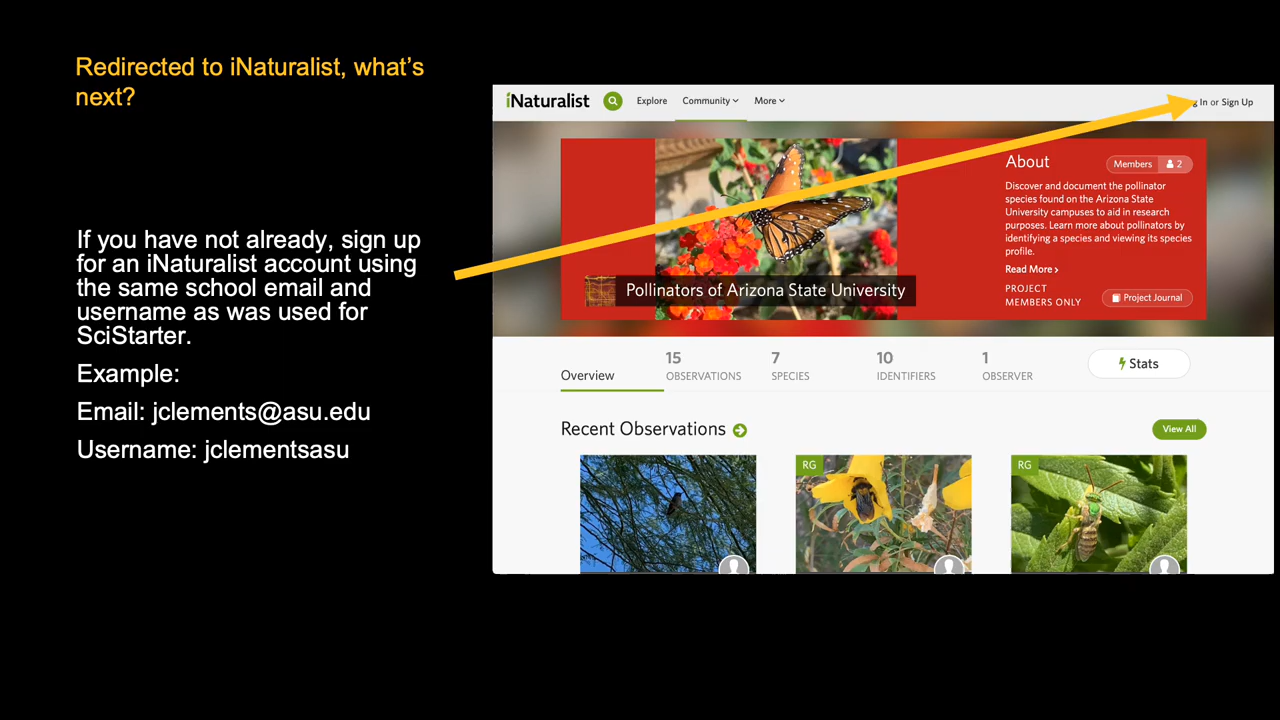 Redirected to iNaturalist, what’s
next?
If you have not already, sign up
for an iNaturalist account using
the same school email and
username as was used for
SciStarter.
Example:
Email: jclements@asu.edu
Username: jclementsasu
iNaturalist Explore Community More In or Sign Up
About Members 2
Discover and document the pollinator
species found on the Arizona State
University campuses to aid in research
purposes. Learn more about pollinators by
identifying a species and viewing its species
profile.
Read More >
PROJECT
MEMBERS ONLY
Project Journal
Pollinators of Arizona State University
Overview
15
OBSERVATIONS
7
SPECIES
10
IDENTIFIERS
1
OBSERVER
Stats
Recent Observations
View All
RG
RG